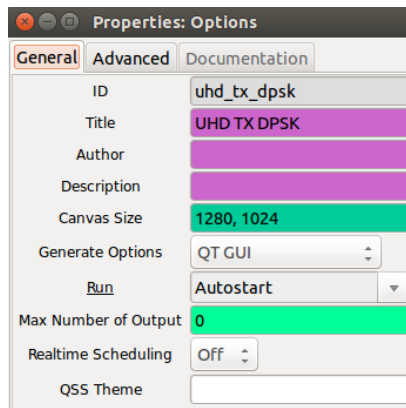 Properties: Options
General Advanced Documentation
ID uhd_tx_dpsk
Title UHD TX DPSK
Author
Description
Canvas Size 1280, 1024
Generate Options QT GUI
Run Autostart
Max Number of Output 0
Realtime Scheduling Off
QSS Theme